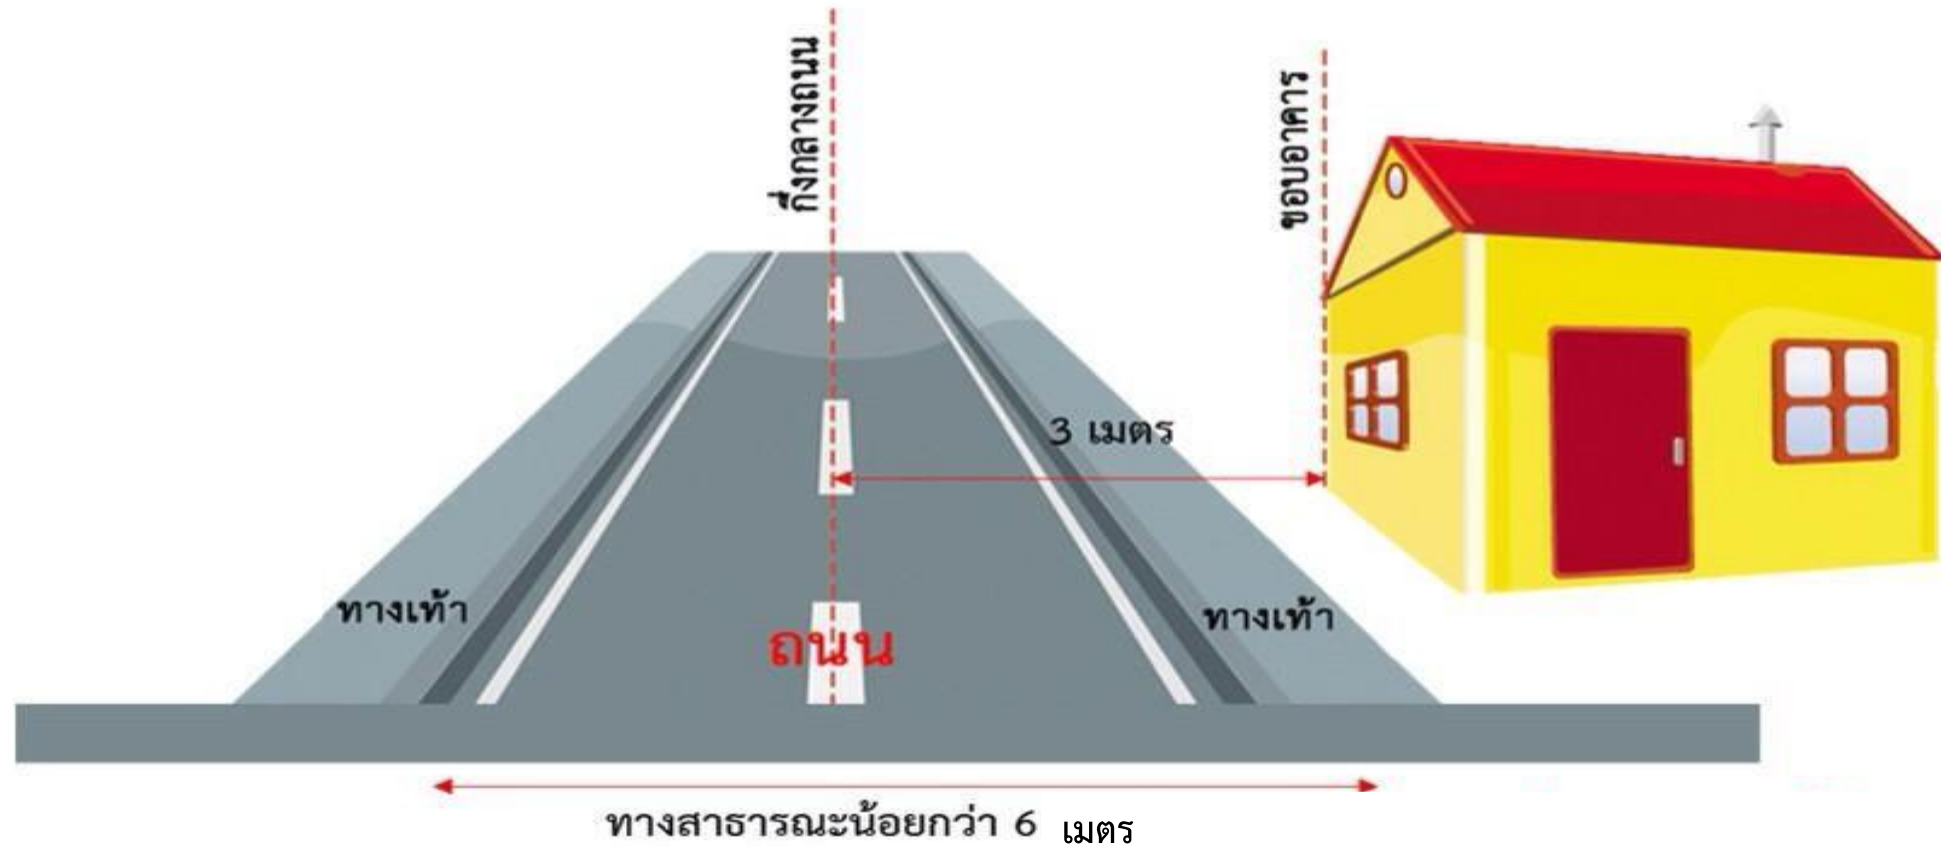 กึ่งกลางถนน
ขอบอาคาร
3 เมตร
ทางเท้า
ทางเท้า
ถนน
ทางสาธารณะน้อยกว่า 6 เมตร